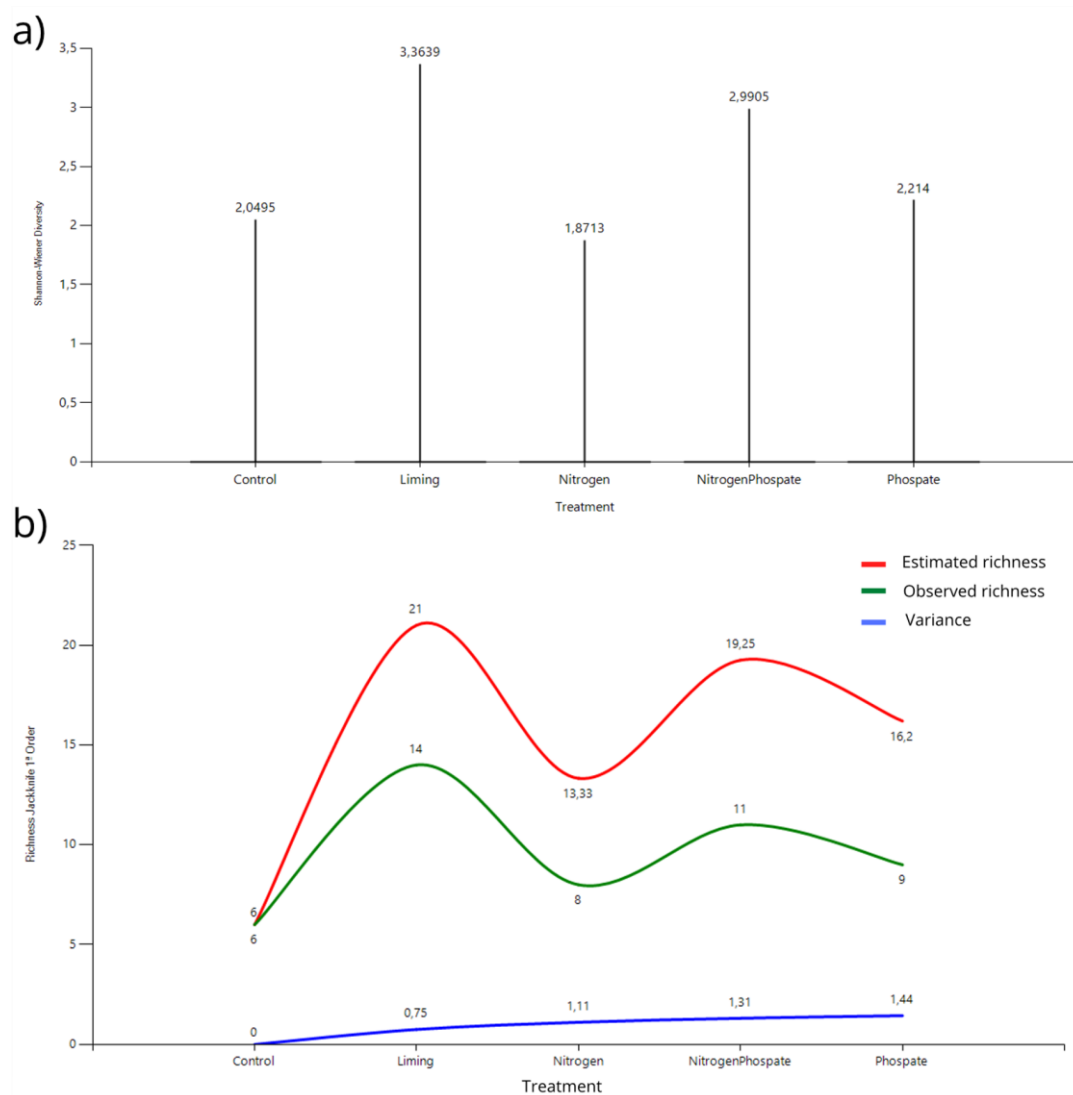 a)
Shannon-Wiener Diversity
3,5
3
2,5
2
1,5
1
0,5
0
2,0495
3,3639
1,8713
2,9905
2,214
Control Liming Nitrogen NitrogenPhospate Phospate
Treatment
b)
Richness Jackknife 1ª Order
25
20
15
10
5
0
Estimated richness
Observed richness
Variance
6 21 13,33 19,25 16,2
6 14 8 11 9
0 0,75 1,11 1,31 1,44
Control Liming Nitrogen NitrogenPhospate Phospate
Treatment